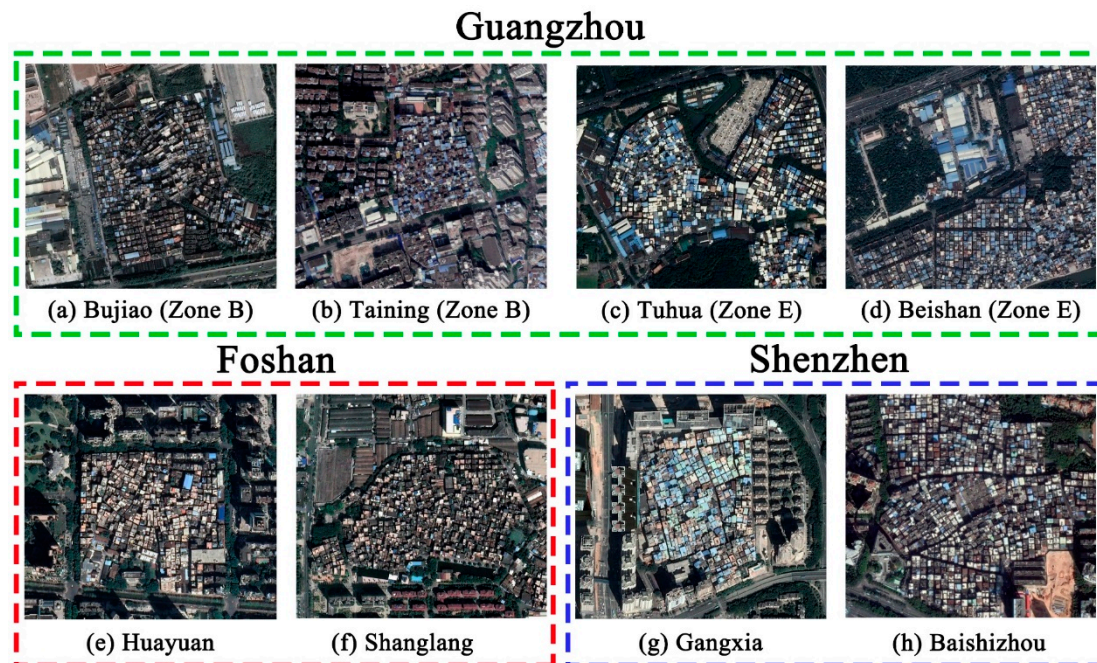 Guangzhou
(a) Bujiao (Zone B) (b) Taining (Zone B) (c) Tuhua (Zone E) (d) Beishan (Zone E)
Foshan Shenzhen
(e) Huayuan (f) Shanglang (g) Gangxia (h) Baishizhou